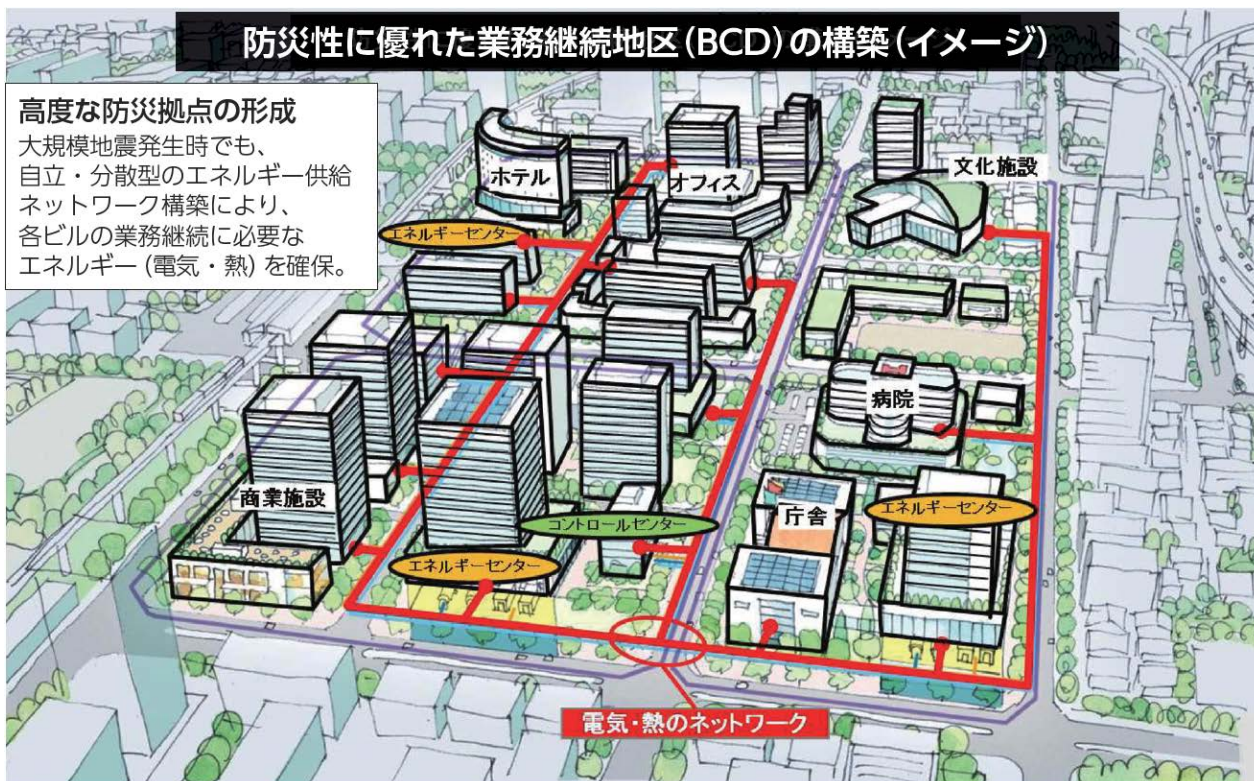 防災性に優れた業務継続地区(BCD)の構築(イメージ)
高度な防災拠点の形成
大規模地震発生時でも、
自立・分散型のエネルギー供給
ネットワーク構築により、
各ビルの業務継続に必要な
エネルギー(電気・熱)を確保。
ホテル
オフィス
文化施設
エネルギーセンター
病院
商業施設
コントロールセンター
庁舎
エネルギーセンター
エネルギーセンター
電気・熱のネットワーク